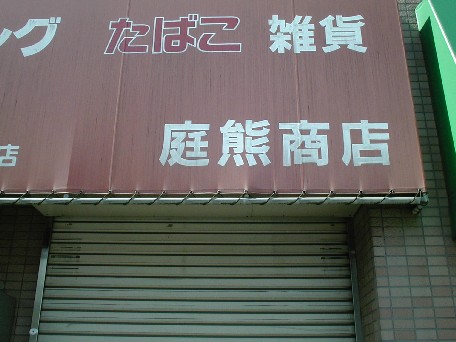 ング たばこ 雑貨
店 庭熊商店